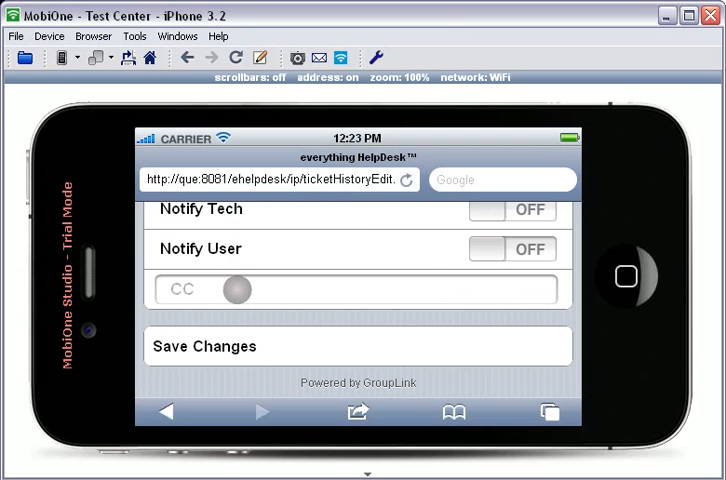 MobiOne - Test Center - iPhone 3.2
File Device Browser Tools Windows Help
scrollbars: off address: on zoom: 100% network: WiFi
MobiOne Studio - Trial Mode
CARRIER 12:23 PM
everything HelpDesk™
http://que:8081/ehelpdesk/ip/ticketHistoryEdit. Google
Notify Tech OFF
Notify User OFF
CC
Save Changes
Powered by GroupLink